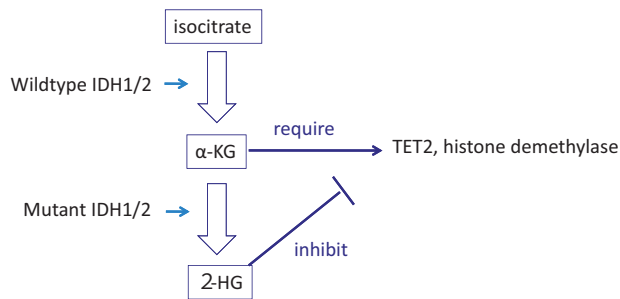 isocitrate
Wildtype IDH1/2
require
α-KG
TET2, histone demethylase
Mutant IDH1/2
inhibit
2-HG